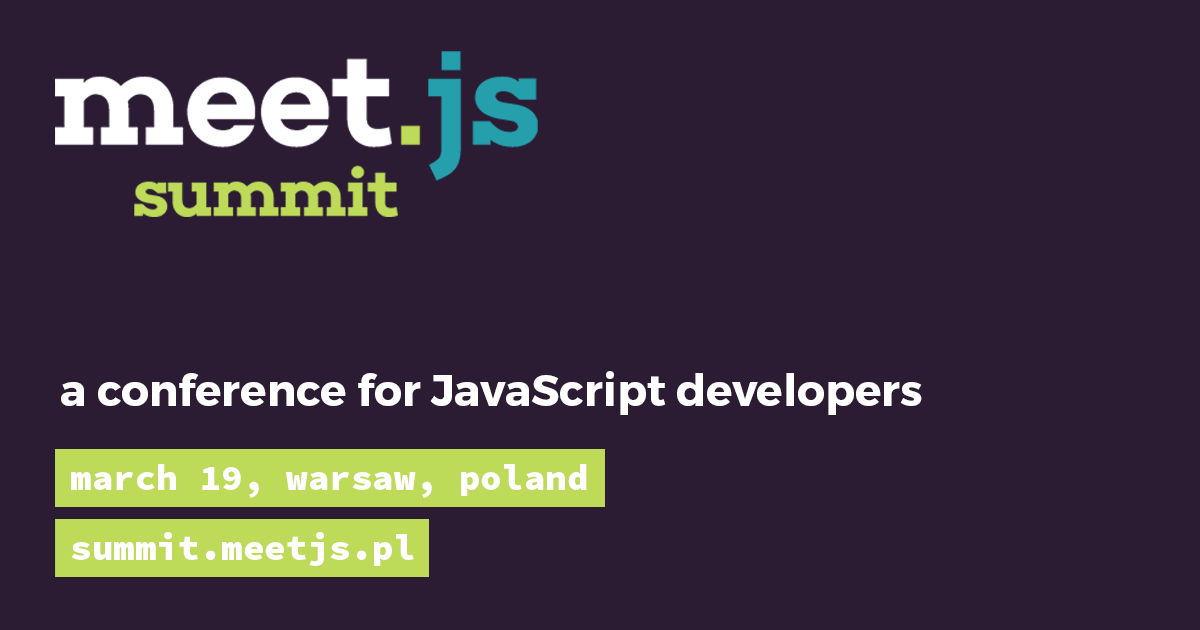 meet.js
summit
a conference for JavaScript developers
march 19, warsaw, poland
summit.meetjs.pl